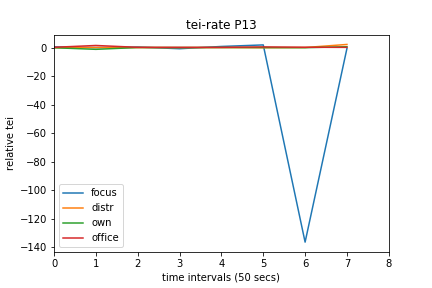 tei-rate P13
0
−20
−40
−60
−80
−100
−120
−140
relative tei
focus
distr
own
office
0 1 2 3 4 5 6 7 8
time intervals (50 secs)